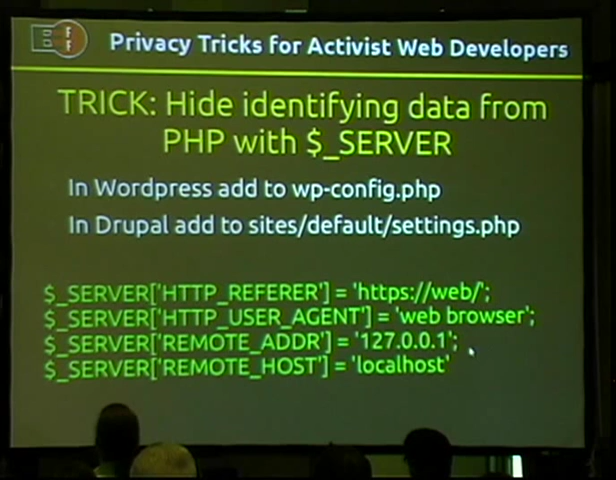 E F F
Privacy Tricks for Activist Web Developers
TRICK: Hide identifying data from
PHP with $_SERVER
In Wordpress add to wp-config.php
In Drupal add to sites/default/settings.php
$_SERVER['HTTP_REFERER'] = 'https://web/';
$_SERVER['HTTP_USER_AGENT'] = 'web browser';
$_SERVER['REMOTE_ADDR'] = '127.0.0.1';
$_SERVER['REMOTE_HOST'] = 'localhost'